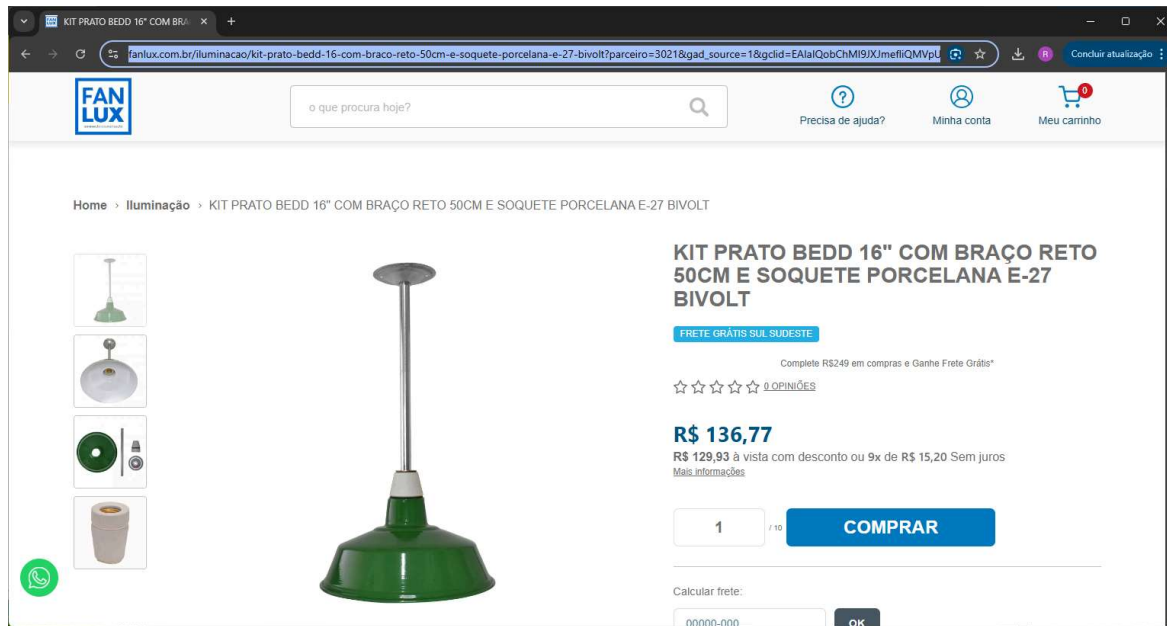 KIT PRATO BEDD 16" COM BRA
fanlux.com.br/iluminacao/kit-prato-bedd-16-com-braco-reto-50cm-e-soquete-porcelana-e-27-bivolt?parceiro=3021&gad_source=1&gclid=EAIaIQobChMI9JXJmefliQMVpU
R
Concluir atualização
FAN
LUX
o que procura hoje?
Precisa de ajuda?
Minha conta
0
Meu carrinho
Home › Iluminação › KIT PRATO BEDD 16" COM BRAÇO RETO 50CM E SOQUETE PORCELANA E-27 BIVOLT
KIT PRATO BEDD 16" COM BRAÇO RETO
50CM E SOQUETE PORCELANA E-27
BIVOLT
FRETE GRÁTIS SUL SUDESTE
Complete R$249 em compras e Ganhe Frete Grátis*
0 OPINIÕES
R$ 136,77
R$ 129,93 à vista com desconto ou 9x de R$ 15,20 Sem juros
Mais informações
1 / 10 COMPRAR
Calcular frete:
00000-000 OK